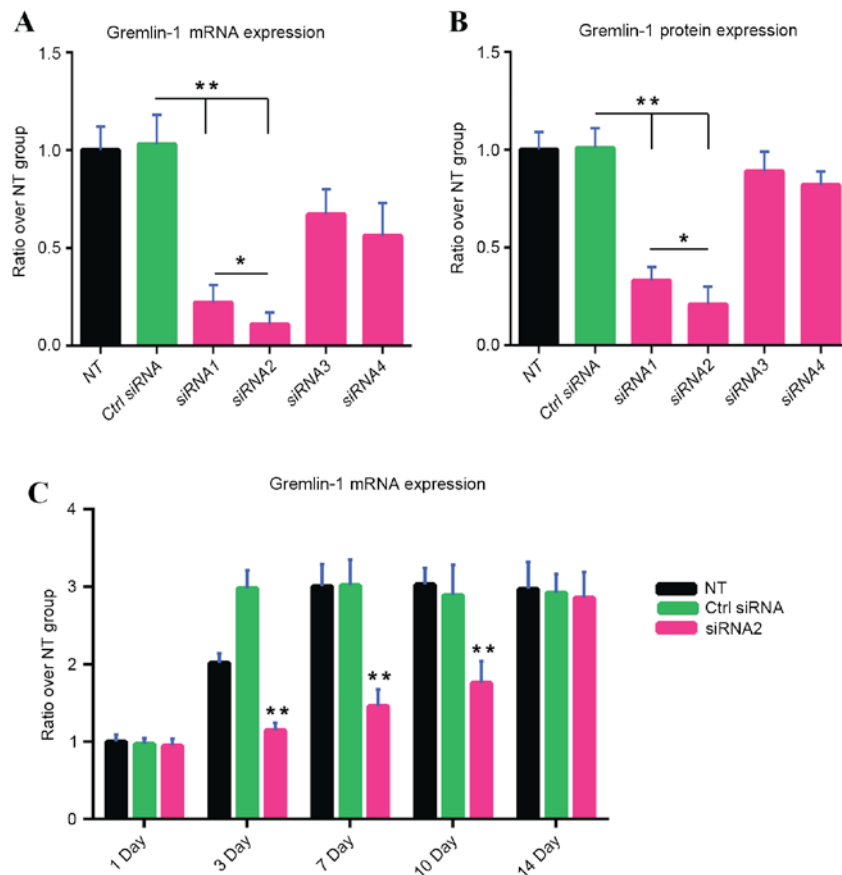 A
Gremlin-1 mRNA expression
Ratio over NT group
1.5
1.0
0.5
0.0
**
*
NT
Ctrl siRNA
siRNA1
siRNA2
siRNA3
siRNA4
B
Gremlin-1 protein expression
Ratio over NT group
1.5
1.0
0.5
0.0
**
*
NT
Ctrl siRNA
siRNA1
siRNA2
siRNA3
siRNA4
C
Gremlin-1 mRNA expression
Ratio over NT group
4
3
2
1
0
**
**
**
1 Day
3 Day
7 Day
10 Day
14 Day
NT
Ctrl siRNA
siRNA2